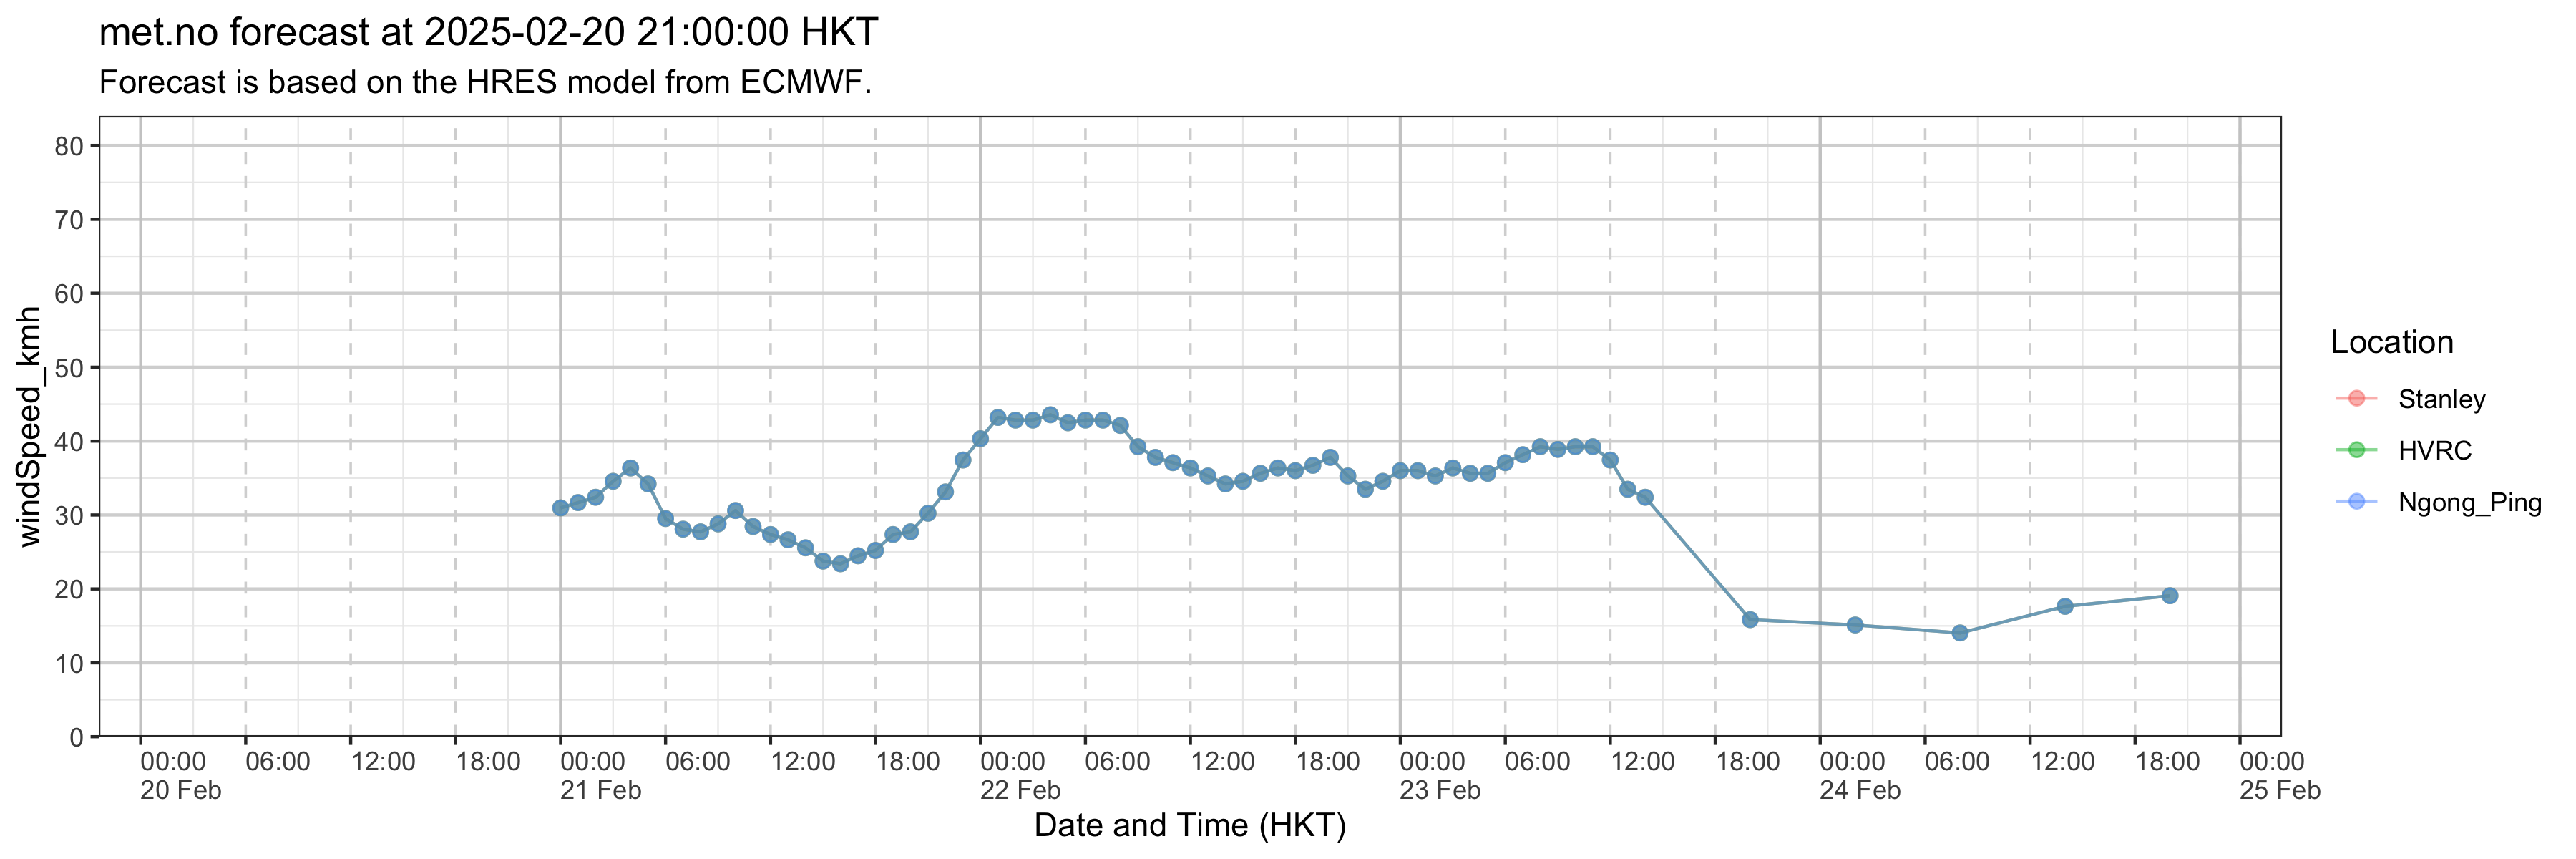 met.no forecast at 2025-02-20 21:00:00 HKT
Forecast is based on the HRES model from ECMWF.
windSpeed_kmh
80
70
60
50
40
30
20
10
0
00:00 06:00 12:00 18:00 00:00 06:00 12:00 18:00 00:00 06:00 12:00 18:00 00:00 06:00 12:00 18:00 00:00 06:00 12:00 18:00 00:00
20 Feb 21 Feb 22 Feb 23 Feb 24 Feb 25 Feb
Date and Time (HKT)
Location
Stanley
HVRC
Ngong_Ping